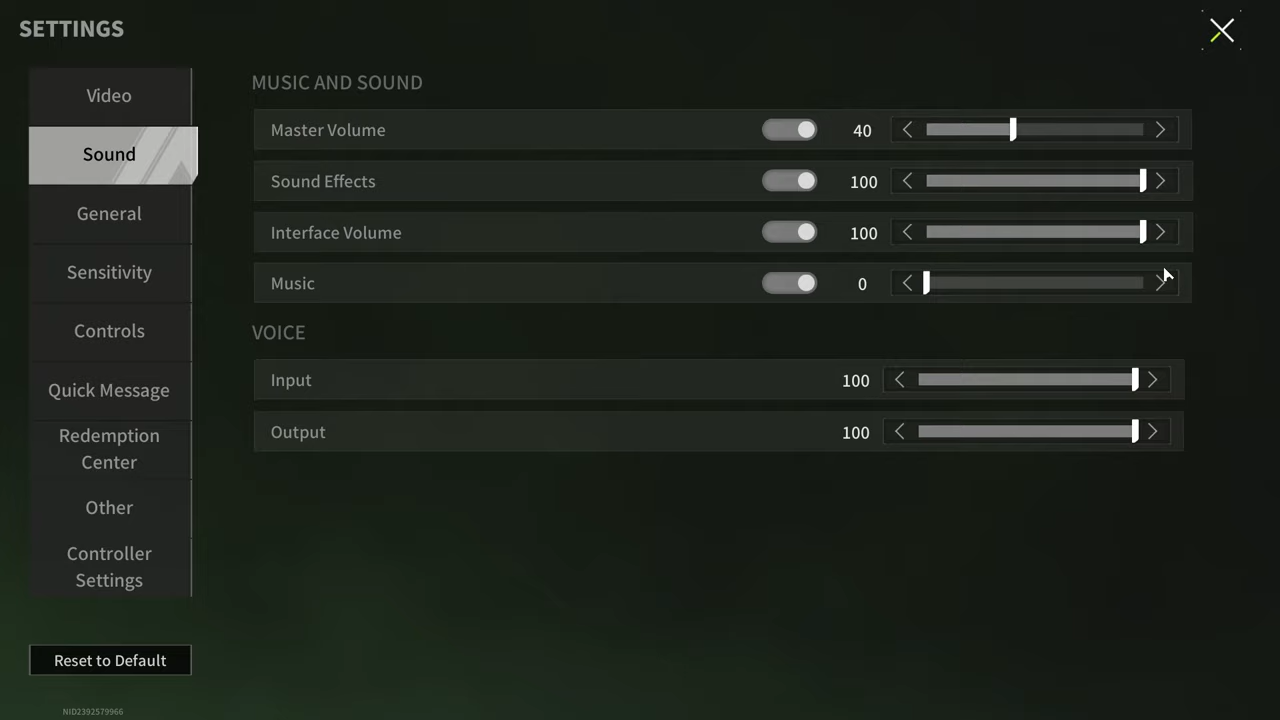 SETTINGS
Video
Sound
General
Sensitivity
Controls
Quick Message
Redemption
Center
Other
Controller
Settings
Reset to Default
NID2392579966
MUSIC AND SOUND
Master Volume 40
Sound Effects 100
Interface Volume 100
Music 0
VOICE
Input 100
Output 100